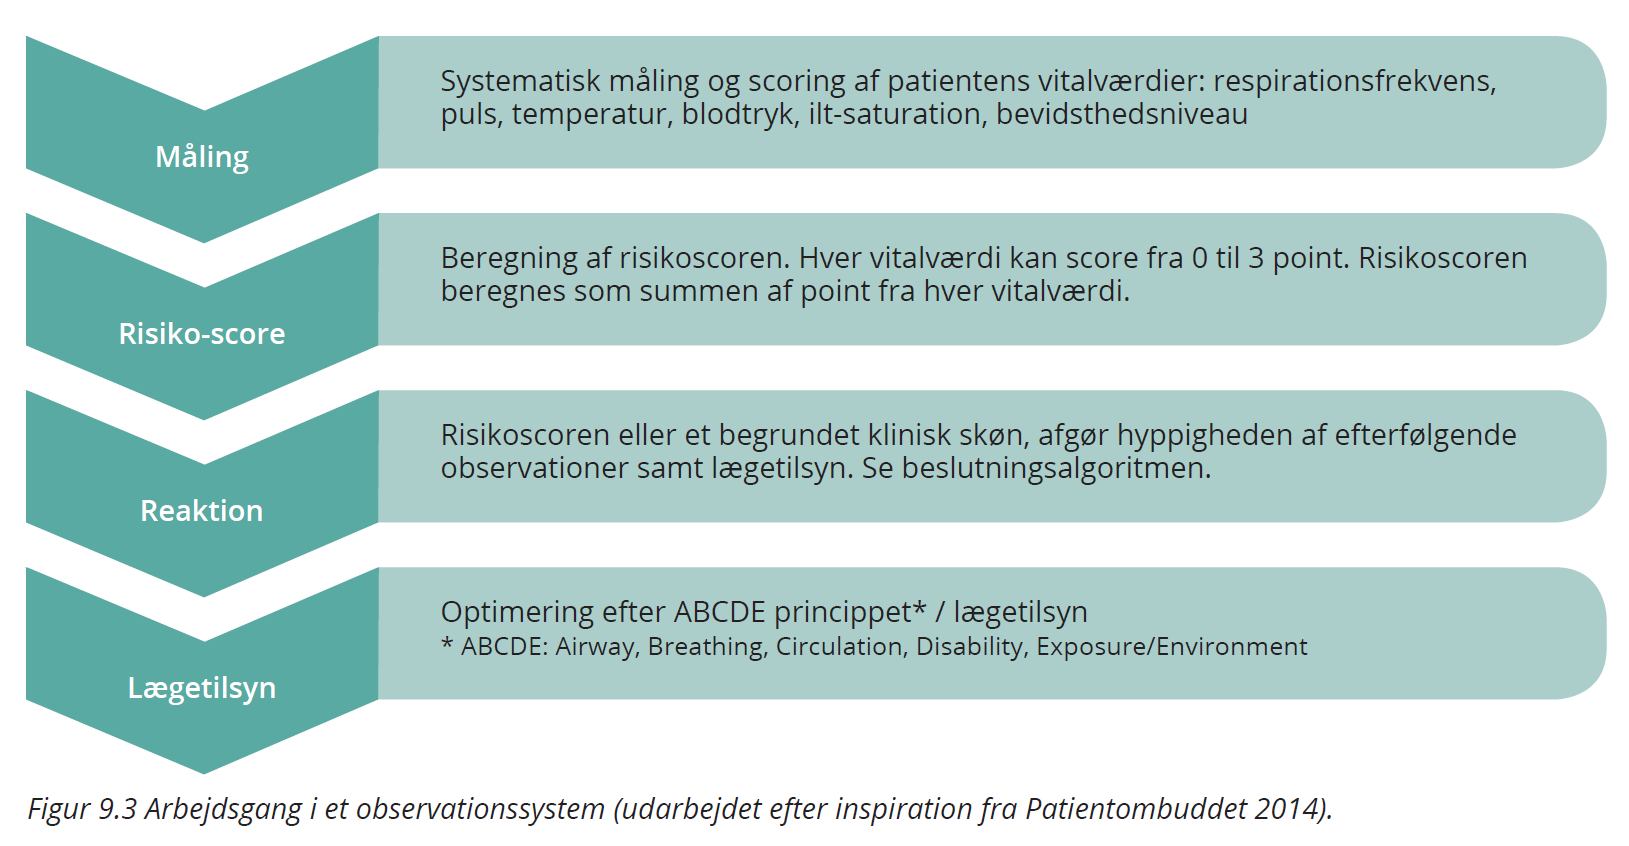 Måling
Systematisk måling og scoring af patientens vitalværdier: respirationsfrekvens,
puls, temperatur, blodtryk, ilt-saturation, bevidsthedsniveau
Risiko-score
Beregning af risikoscoren. Hver vitalværdi kan score fra 0 til 3 point. Risikoscoren
beregnes som summen af point fra hver vitalværdi.
Reaktion
Risikoscoren eller et begrundet klinisk skøn, afgør hyppigheden af efterfølgende
observationer samt lægetilsyn. Se beslutningsalgoritmen.
Lægetilsyn
Optimering efter ABCDE princippet* / lægetilsyn
* ABCDE: Airway, Breathing, Circulation, Disability, Exposure/Environment
Figur 9.3 Arbejdsgang i et observationssystem (udarbejdet efter inspiration fra Patientombuddet 2014).